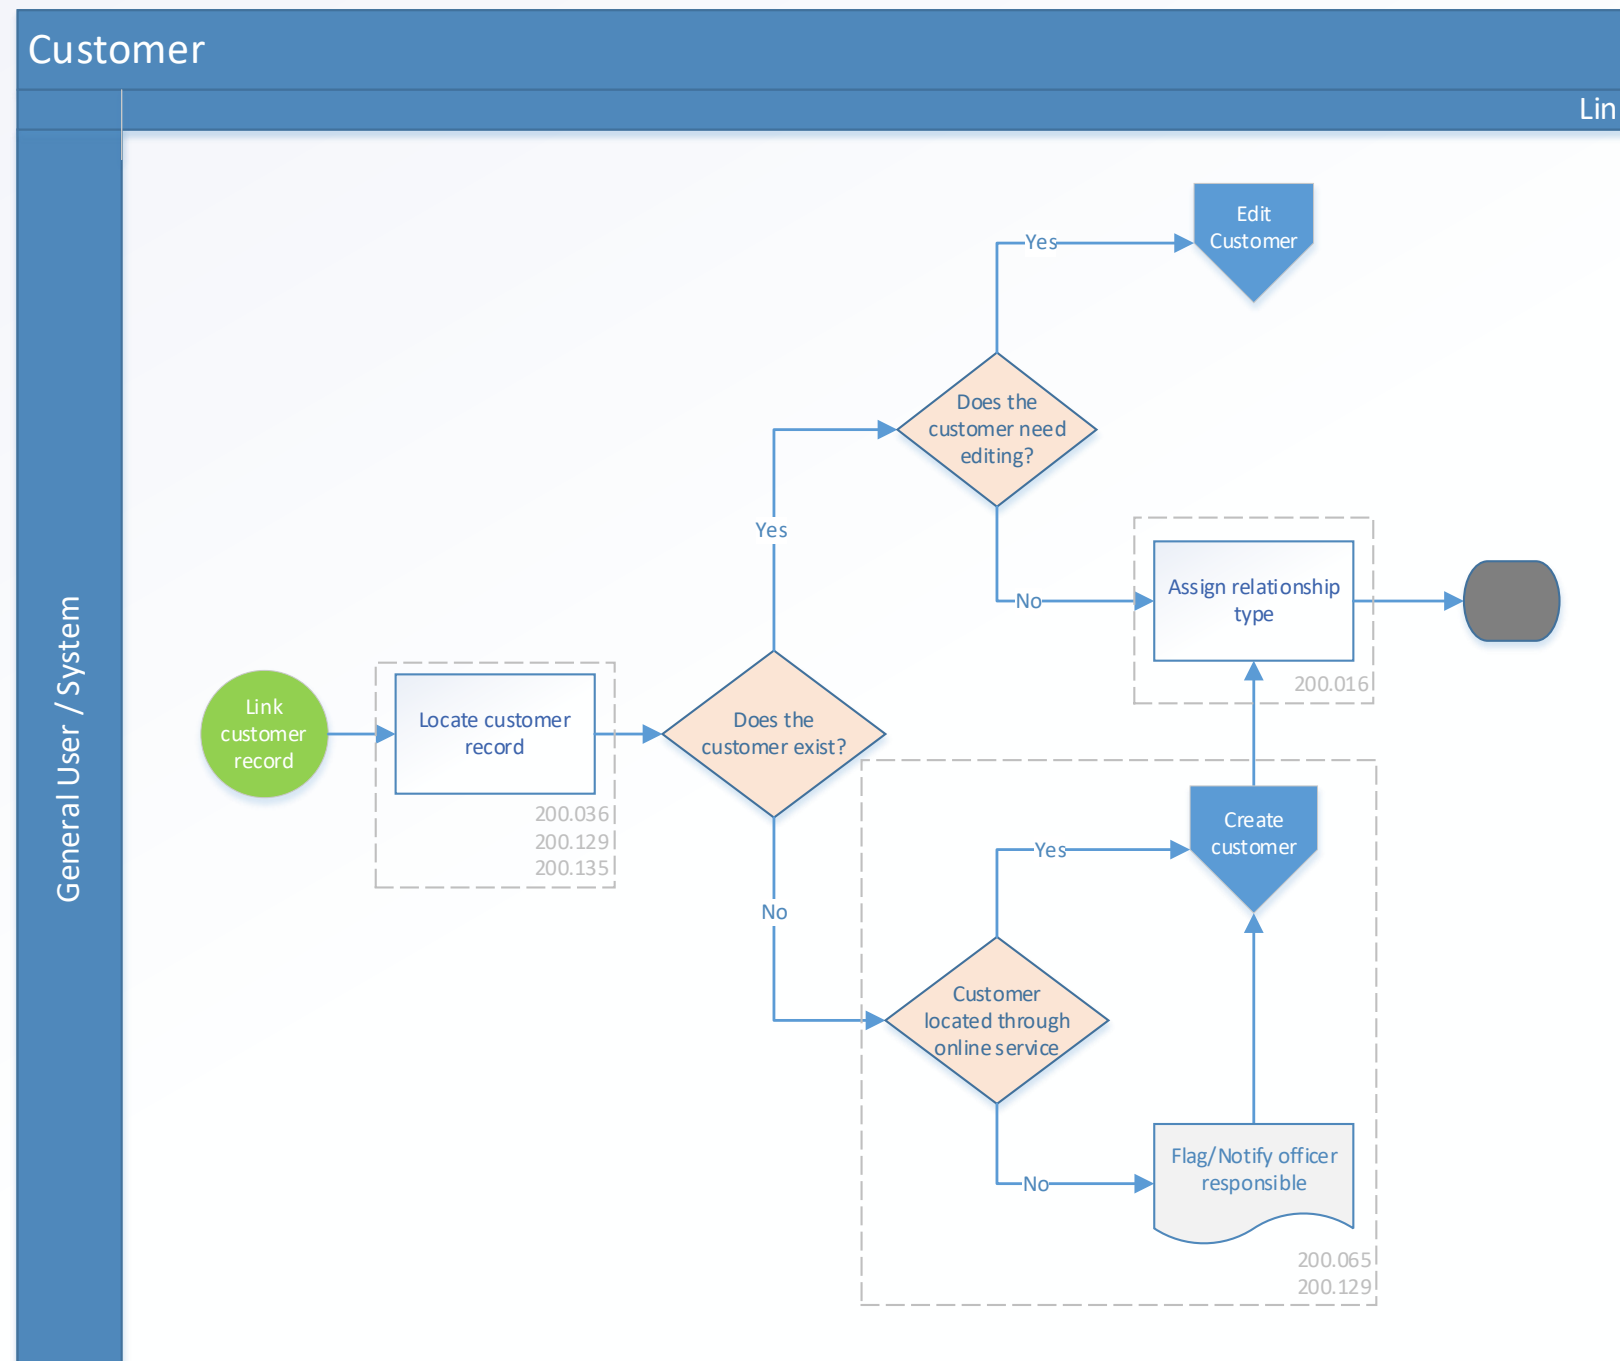 Customer
Lin
General User / System
Edit
Customer
Yes
Does the
customer need
editing?
Yes
No
Assign relationship
type
200.016
Link
customer
record
Locate customer
record
200.036
200.129
200.135
Does the
customer exist?
No
Create
customer
Yes
Customer
located through
online service
No
Flag/Notify officer
responsible
200.065
200.129